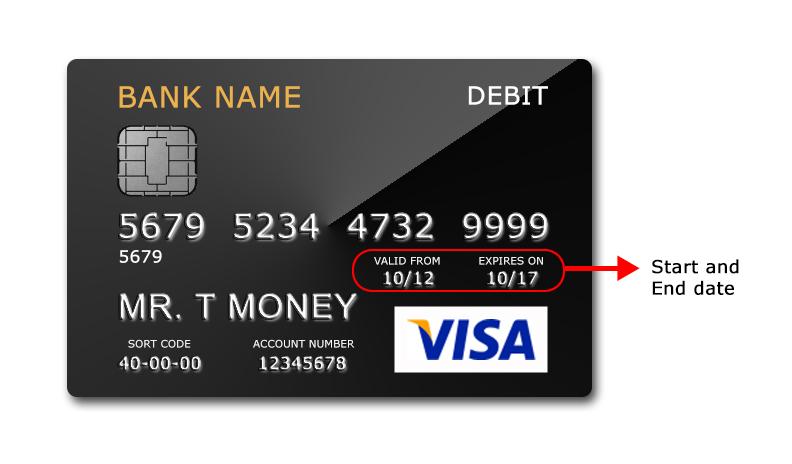 BANK NAME DEBIT
5679 5234 4732 9999
5679
VALID FROM EXPIRES ON
10/12 10/17
Start and
End date
MR. T MONEY
VISA
SORT CODE ACCOUNT NUMBER
40-00-00 12345678